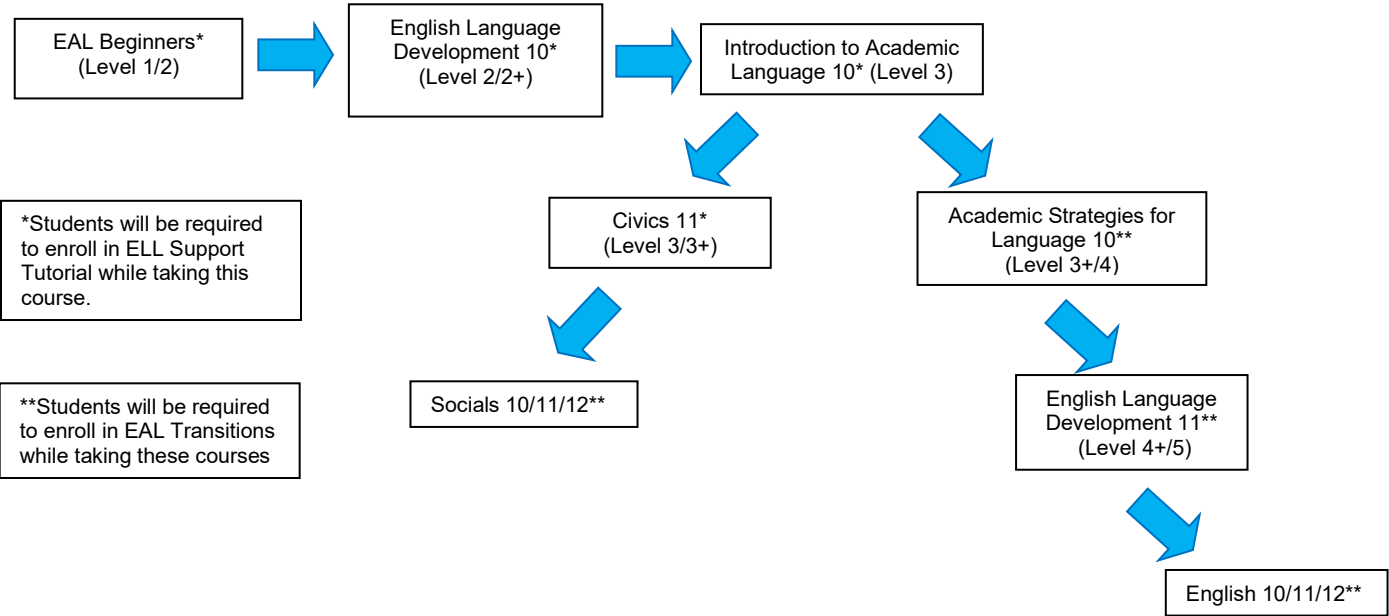 EAL Beginners*
(Level 1/2)
English Language
Development 10*
(Level 2/2+)
Introduction to Academic
Language 10* (Level 3)
*Students will be required
to enroll in ELL Support
Tutorial while taking this
course.
Civics 11*
(Level 3/3+)
Academic Strategies for
Language 10**
(Level 3+/4)
**Students will be required
to enroll in EAL Transitions
while taking these courses
Socials 10/11/12**
English Language
Development 11**
(Level 4+/5)
English 10/11/12**